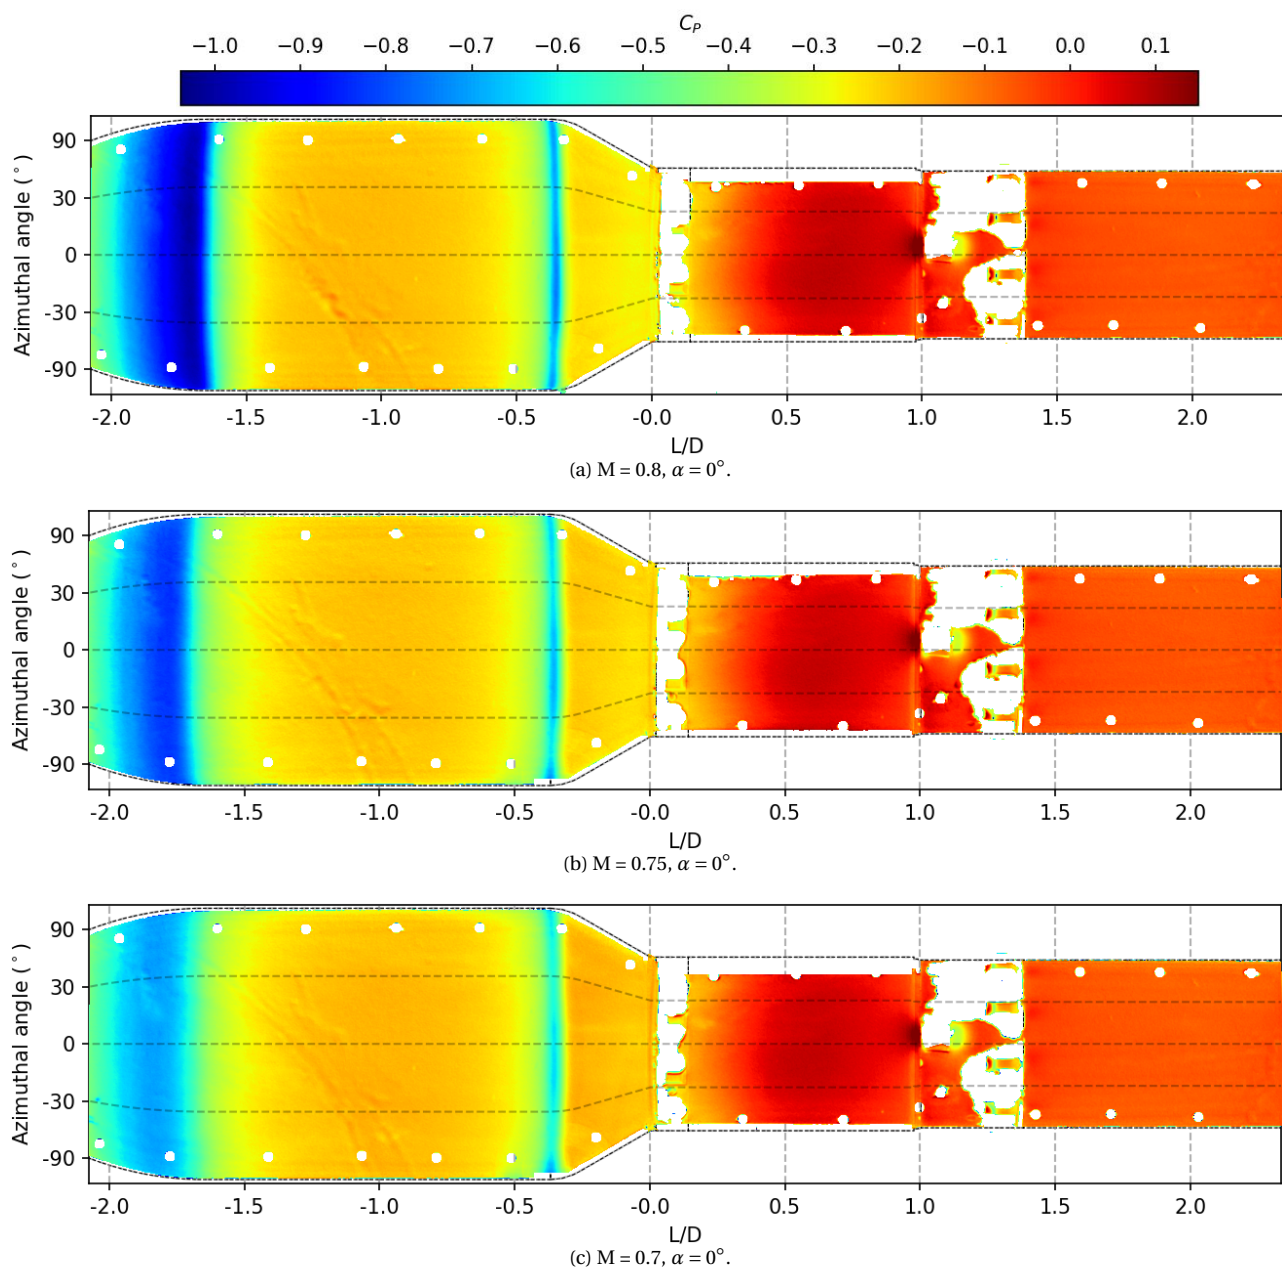 C_P
−1.0 −0.9 −0.8 −0.7 −0.6 −0.5 −0.4 −0.3 −0.2 −0.1 0.0 0.1
Azimuthal angle (°)
90
30
0
-30
-90
-2.0 -1.5 -1.0 -0.5 -0.0 0.5 1.0 1.5 2.0
L/D
(a) M = 0.8, α = 0°.
Azimuthal angle (°)
90
30
0
-30
-90
-2.0 -1.5 -1.0 -0.5 -0.0 0.5 1.0 1.5 2.0
L/D
(b) M = 0.75, α = 0°.
Azimuthal angle (°)
90
30
0
-30
-90
-2.0 -1.5 -1.0 -0.5 -0.0 0.5 1.0 1.5 2.0
L/D
(c) M = 0.7, α = 0°.